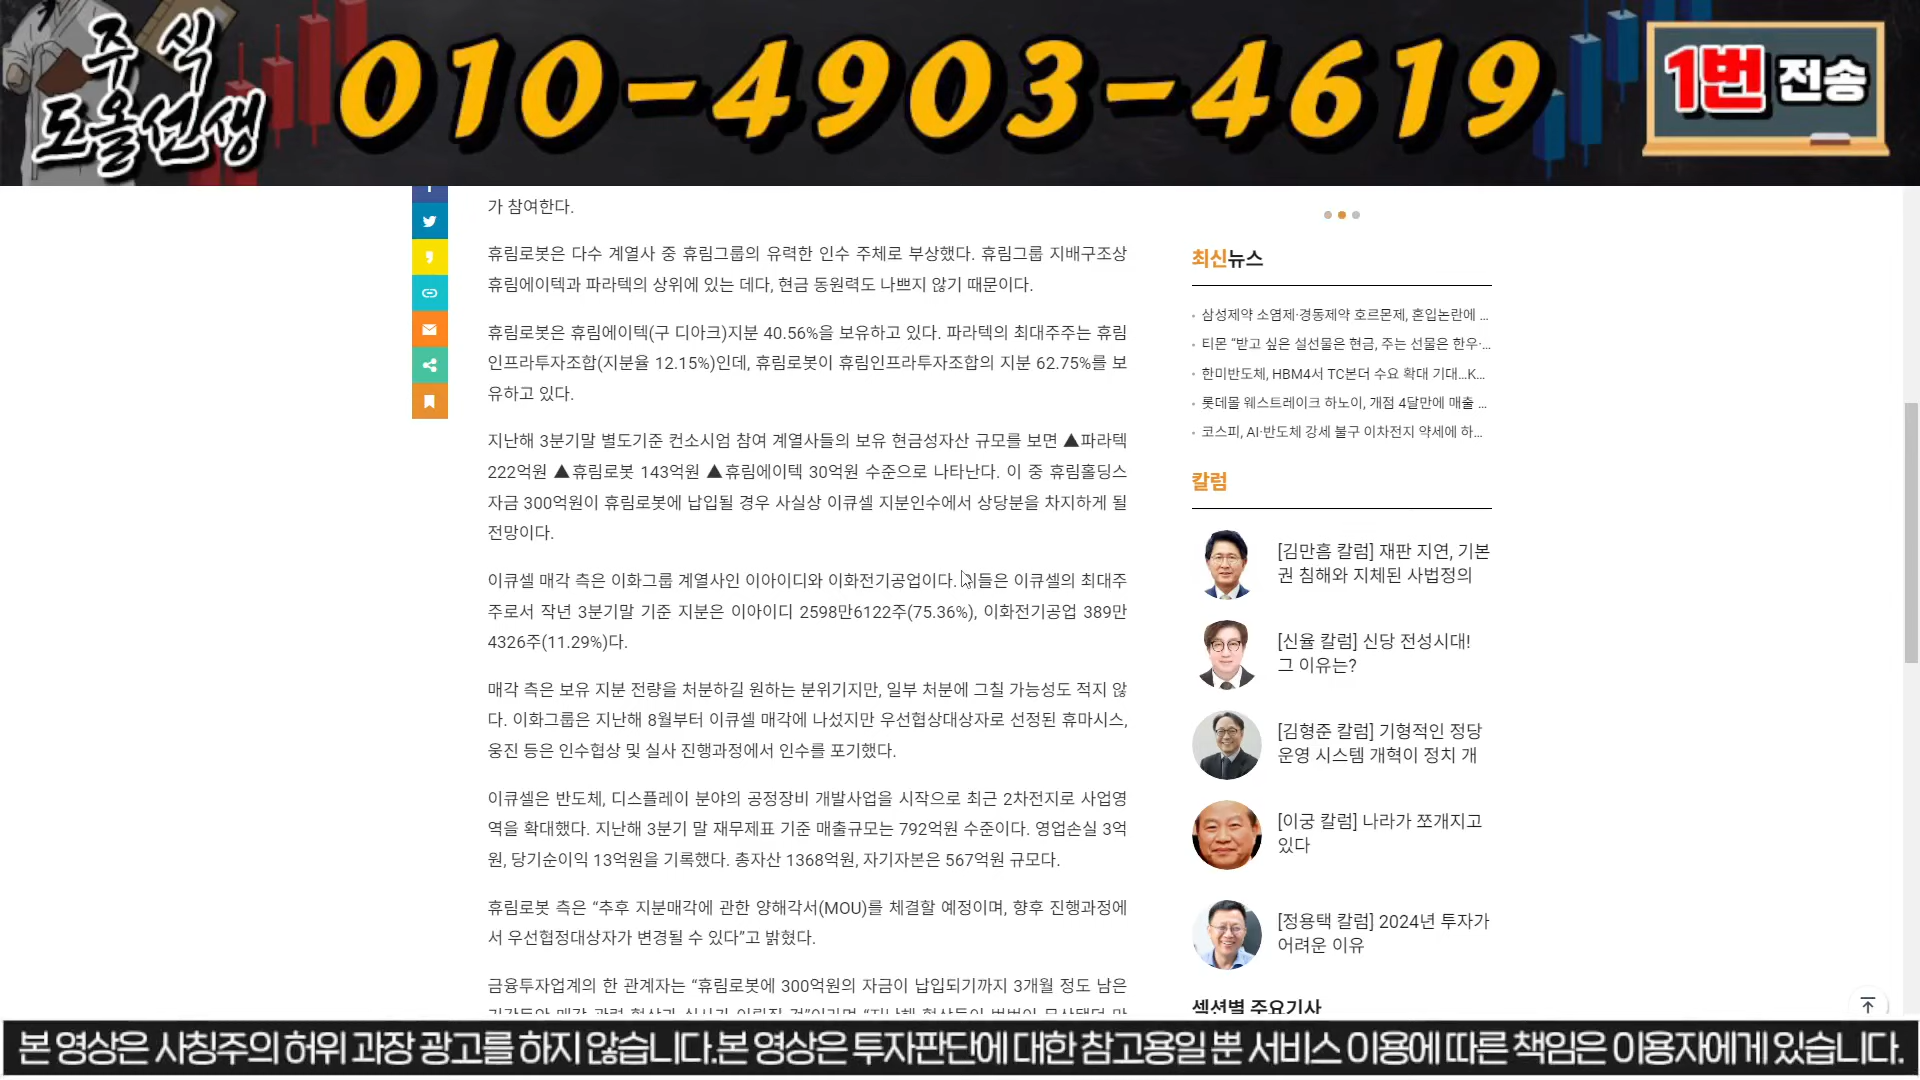 주식
도올선생
010-4903-4619
1번 전송
가 참여한다.
휴림로봇은 다수 계열사 중 휴림그룹의 유력한 인수 주체로 부상했다. 휴림그룹 지배구조상
휴림에이텍과 파라텍의 상위에 있는 데다, 현금 동원력도 나쁘지 않기 때문이다.
휴림로봇은 휴림에이텍(구 디아크)지분 40.56%을 보유하고 있다. 파라텍의 최대주주는 휴림
인프라투자조합(지분율 12.15%)인데, 휴림로봇이 휴림인프라투자조합의 지분 62.75%를 보
유하고 있다.
지난해 3분기말 별도기준 컨소시엄 참여 계열사들의 보유 현금성자산 규모를 보면 ▲파라텍
222억원 ▲휴림로봇 143억원 ▲휴림에이텍 30억원 수준으로 나타난다. 이 중 휴림홀딩스
자금 300억원이 휴림로봇에 납입될 경우 사실상 이큐셀 지분인수에서 상당분을 차지하게 될
전망이다.
이큐셀 매각 측은 이화그룹 계열사인 이아이디와 이화전기공업이다. 이들은 이큐셀의 최대주
주로서 작년 3분기말 기준 지분은 이아이디 2598만6122주(75.36%), 이화전기공업 389만
4326주(11.29%)다.
매각 측은 보유 지분 전량을 처분하길 원하는 분위기지만, 일부 처분에 그칠 가능성도 적지 않
다. 이화그룹은 지난해 8월부터 이큐셀 매각에 나섰지만 우선협상대상자로 선정된 휴마시스,
웅진 등은 인수협상 및 실사 진행과정에서 인수를 포기했다.
이큐셀은 반도체, 디스플레이 분야의 공정장비 개발사업을 시작으로 최근 2차전지로 사업영
역을 확대했다. 지난해 3분기 말 재무제표 기준 매출규모는 792억원 수준이다. 영업손실 3억
원, 당기순이익 13억원을 기록했다. 총자산 1368억원, 자기자본은 567억원 규모다.
휴림로봇 측은 “추후 지분매각에 관한 양해각서(MOU)를 체결할 예정이며, 향후 진행과정에
서 우선협정대상자가 변경될 수 있다”고 밝혔다.
금융투자업계의 한 관계자는 “휴림로봇에 300억원의 자금이 납입되기까지 3개월 정도 남은
최신뉴스
삼성제약 소염제·경동제약 호르몬제, 혼입논란에 ...
티몬 “받고 싶은 설선물은 현금, 주는 선물은 한우·...
한미반도체, HBM4서 TC본더 수요 확대 기대...K...
롯데몰 웨스트레이크 하노이, 개점 4달만에 매출 ...
코스피, AI·반도체 강세 불구 이차전지 약세에 하...
칼럼
[김만흠 칼럼] 재판 지연, 기본
권 침해와 지체된 사법정의
[신율 칼럼] 신당 전성시대!
그 이유는?
[김형준 칼럼] 기형적인 정당
운영 시스템 개혁이 정치 개
[이궁 칼럼] 나라가 쪼개지고
있다
[정용택 칼럼] 2024년 투자가
어려운 이유
섹션별 주요기사
본 영상은 사칭주의 허위 과장 광고를 하지 않습니다.본 영상은 투자판단에 대한 참고용일 뿐 서비스 이용에 따른 책임은 이용자에게 있습니다.